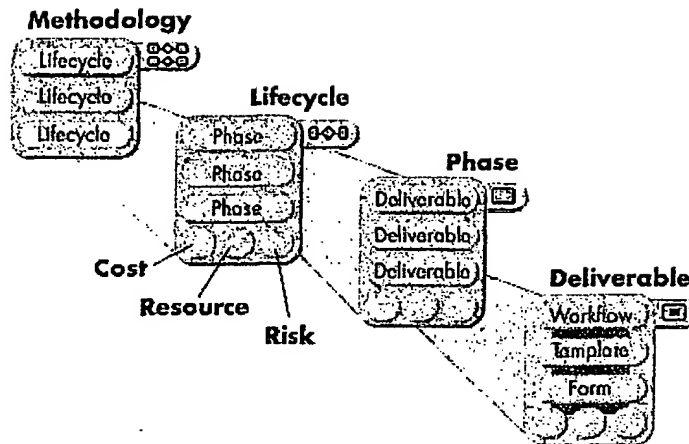 Methodology
Lifecycle
Lifecycle
Lifecycle
Lifecycle
Phase
Phase
Phase
Cost
Resource
Risk
Phase
Deliverable
Deliverable
Deliverable
Deliverable
Workflow
Template
Form